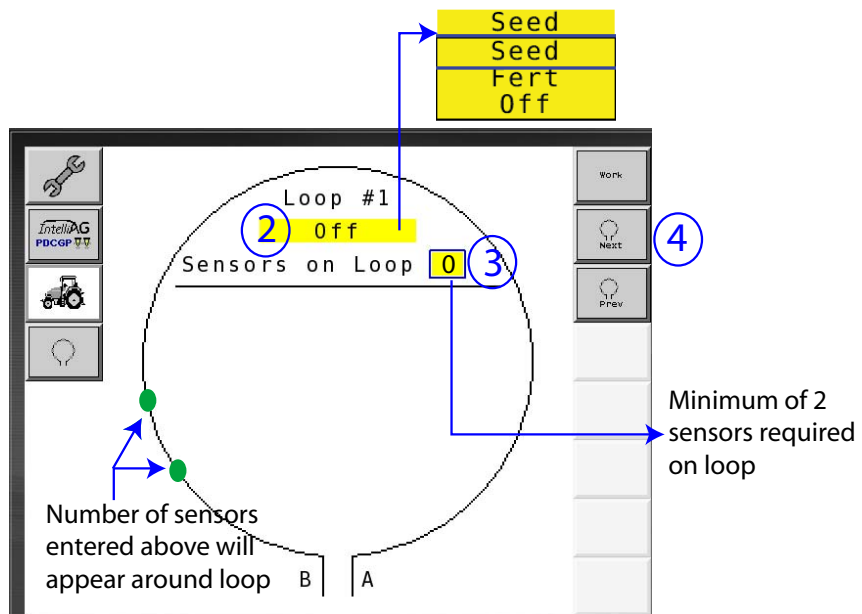 Seed
Seed
Fert
Off
Loop #1
2
Off
Sensors on Loop 0
3
IntelliAG
PDCGP
Work
Next
4
Prev
Minimum of 2
sensors required
on loop
Number of sensors
entered above will
appear around loop
B A